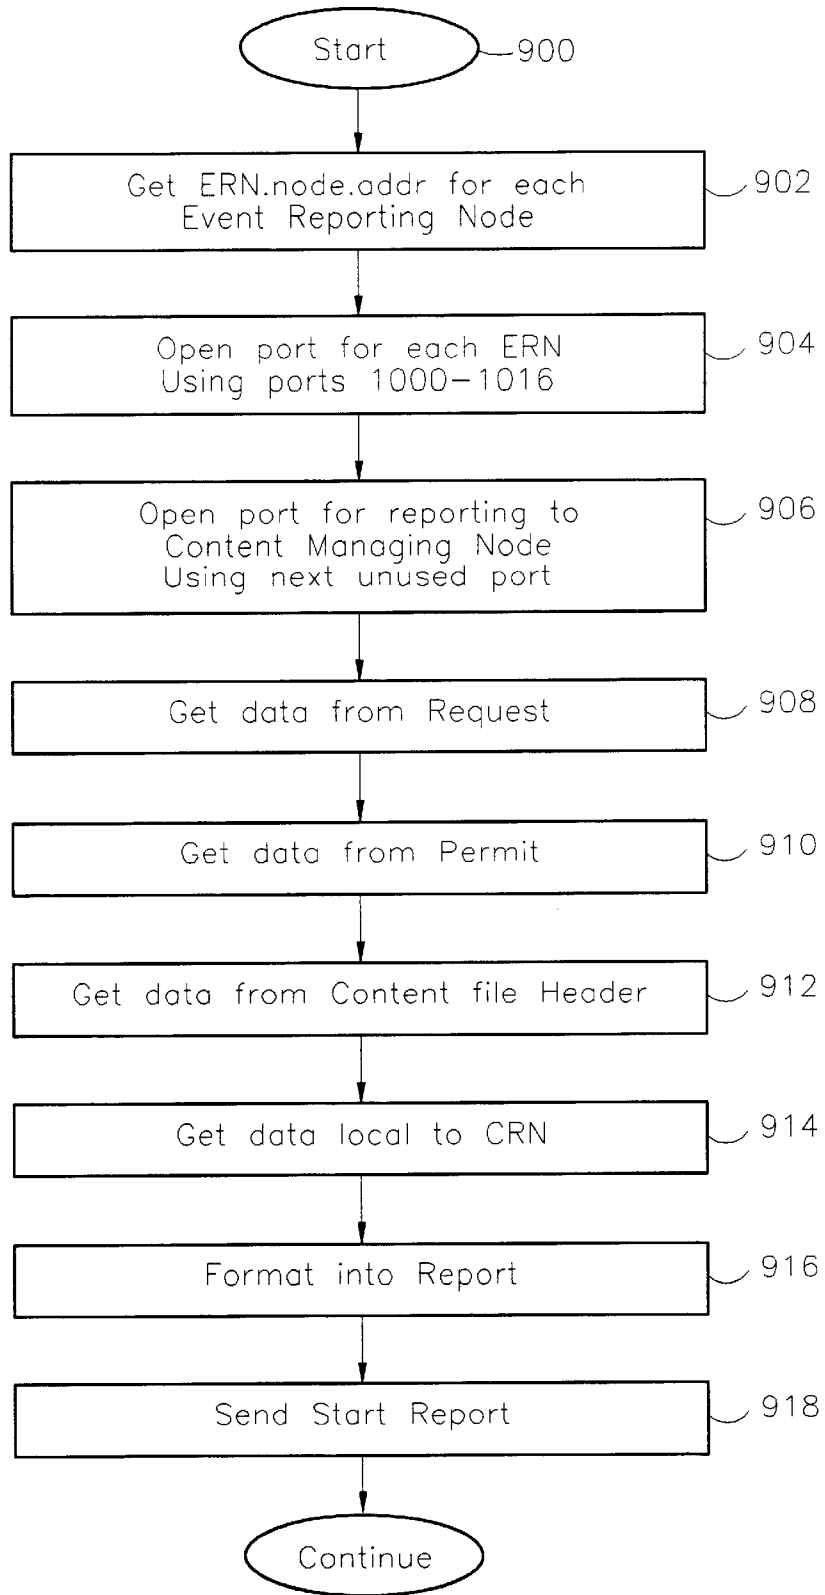 Start
900
Get ERN.node.addr for each
Event Reporting Node
902
Open port for each ERN
Using ports 1000-1016
904
Open port for reporting to
Content Managing Node
Using next unused port
906
Get data from Request
908
Get data from Permit
910
Get data from Content file Header
912
Get data local to CRN
914
Format into Report
916
Send Start Report
918
Continue